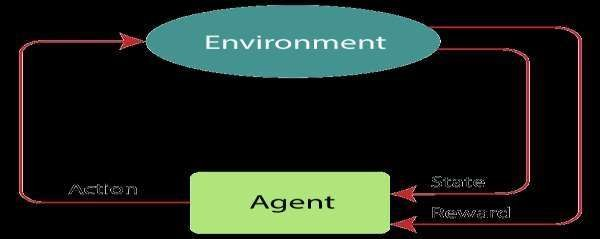 Environment
Action
State
Agent
Reward